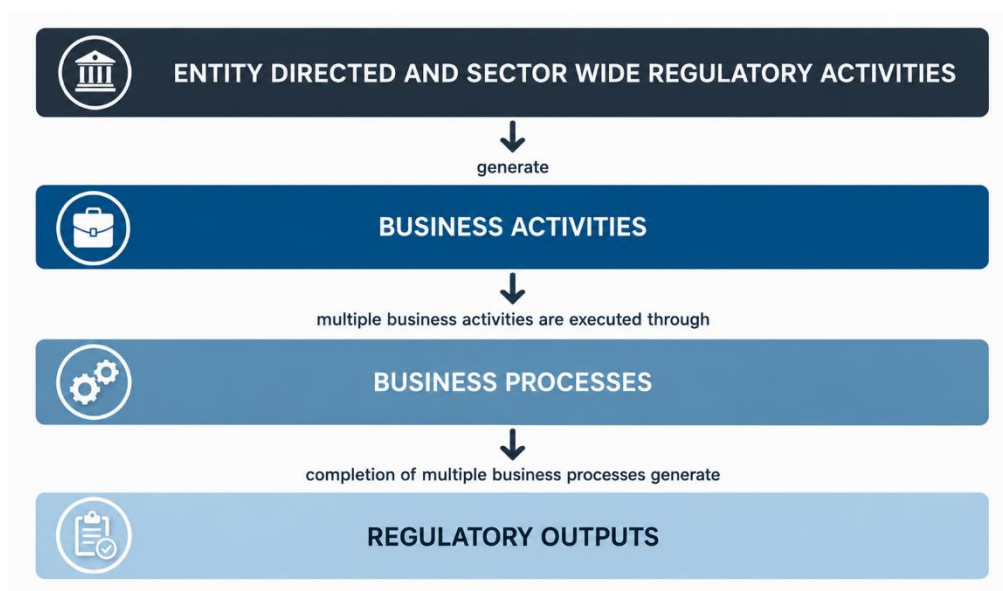 ENTITY DIRECTED AND SECTOR WIDE REGULATORY ACTIVITIES
generate
BUSINESS ACTIVITIES
multiple business activities are executed through
BUSINESS PROCESSES
completion of multiple business processes generate
REGULATORY OUTPUTS